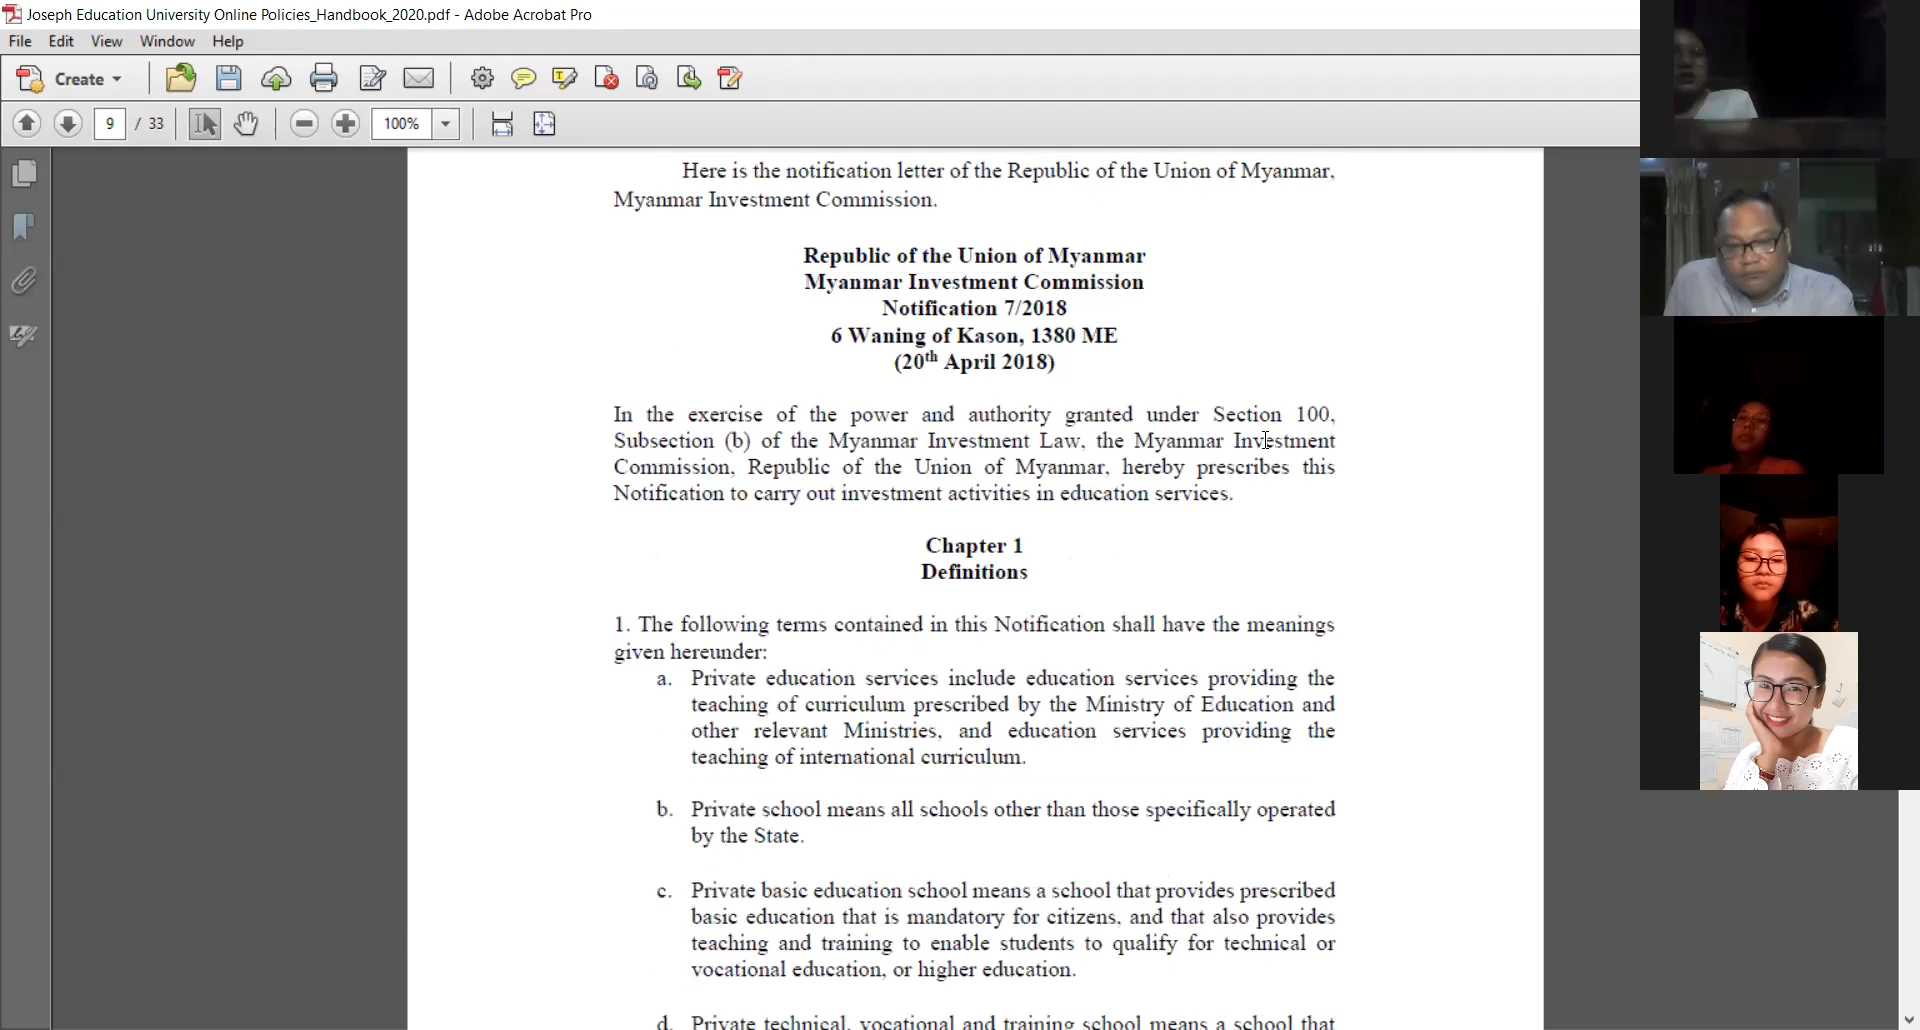 Joseph Education University Online Policies_Handbook_2020.pdf - Adobe Acrobat Pro
File Edit View Window Help
Create
9 / 33 100%
Here is the notification letter of the Republic of the Union of Myanmar,
Myanmar Investment Commission.
Republic of the Union of Myanmar
Myanmar Investment Commission
Notification 7/2018
6 Waning of Kason, 1380 ME
(20th April 2018)
In the exercise of the power and authority granted under Section 100,
Subsection (b) of the Myanmar Investment Law, the Myanmar Investment
Commission, Republic of the Union of Myanmar, hereby prescribes this
Notification to carry out investment activities in education services.
Chapter 1
Definitions
1. The following terms contained in this Notification shall have the meanings
given hereunder:
a. Private education services include education services providing the
teaching of curriculum prescribed by the Ministry of Education and
other relevant Ministries, and education services providing the
teaching of international curriculum.
b. Private school means all schools other than those specifically operated
by the State.
c. Private basic education school means a school that provides prescribed
basic education that is mandatory for citizens, and that also provides
teaching and training to enable students to qualify for technical or
vocational education, or higher education.
d. Private technical, vocational and training school means a school that